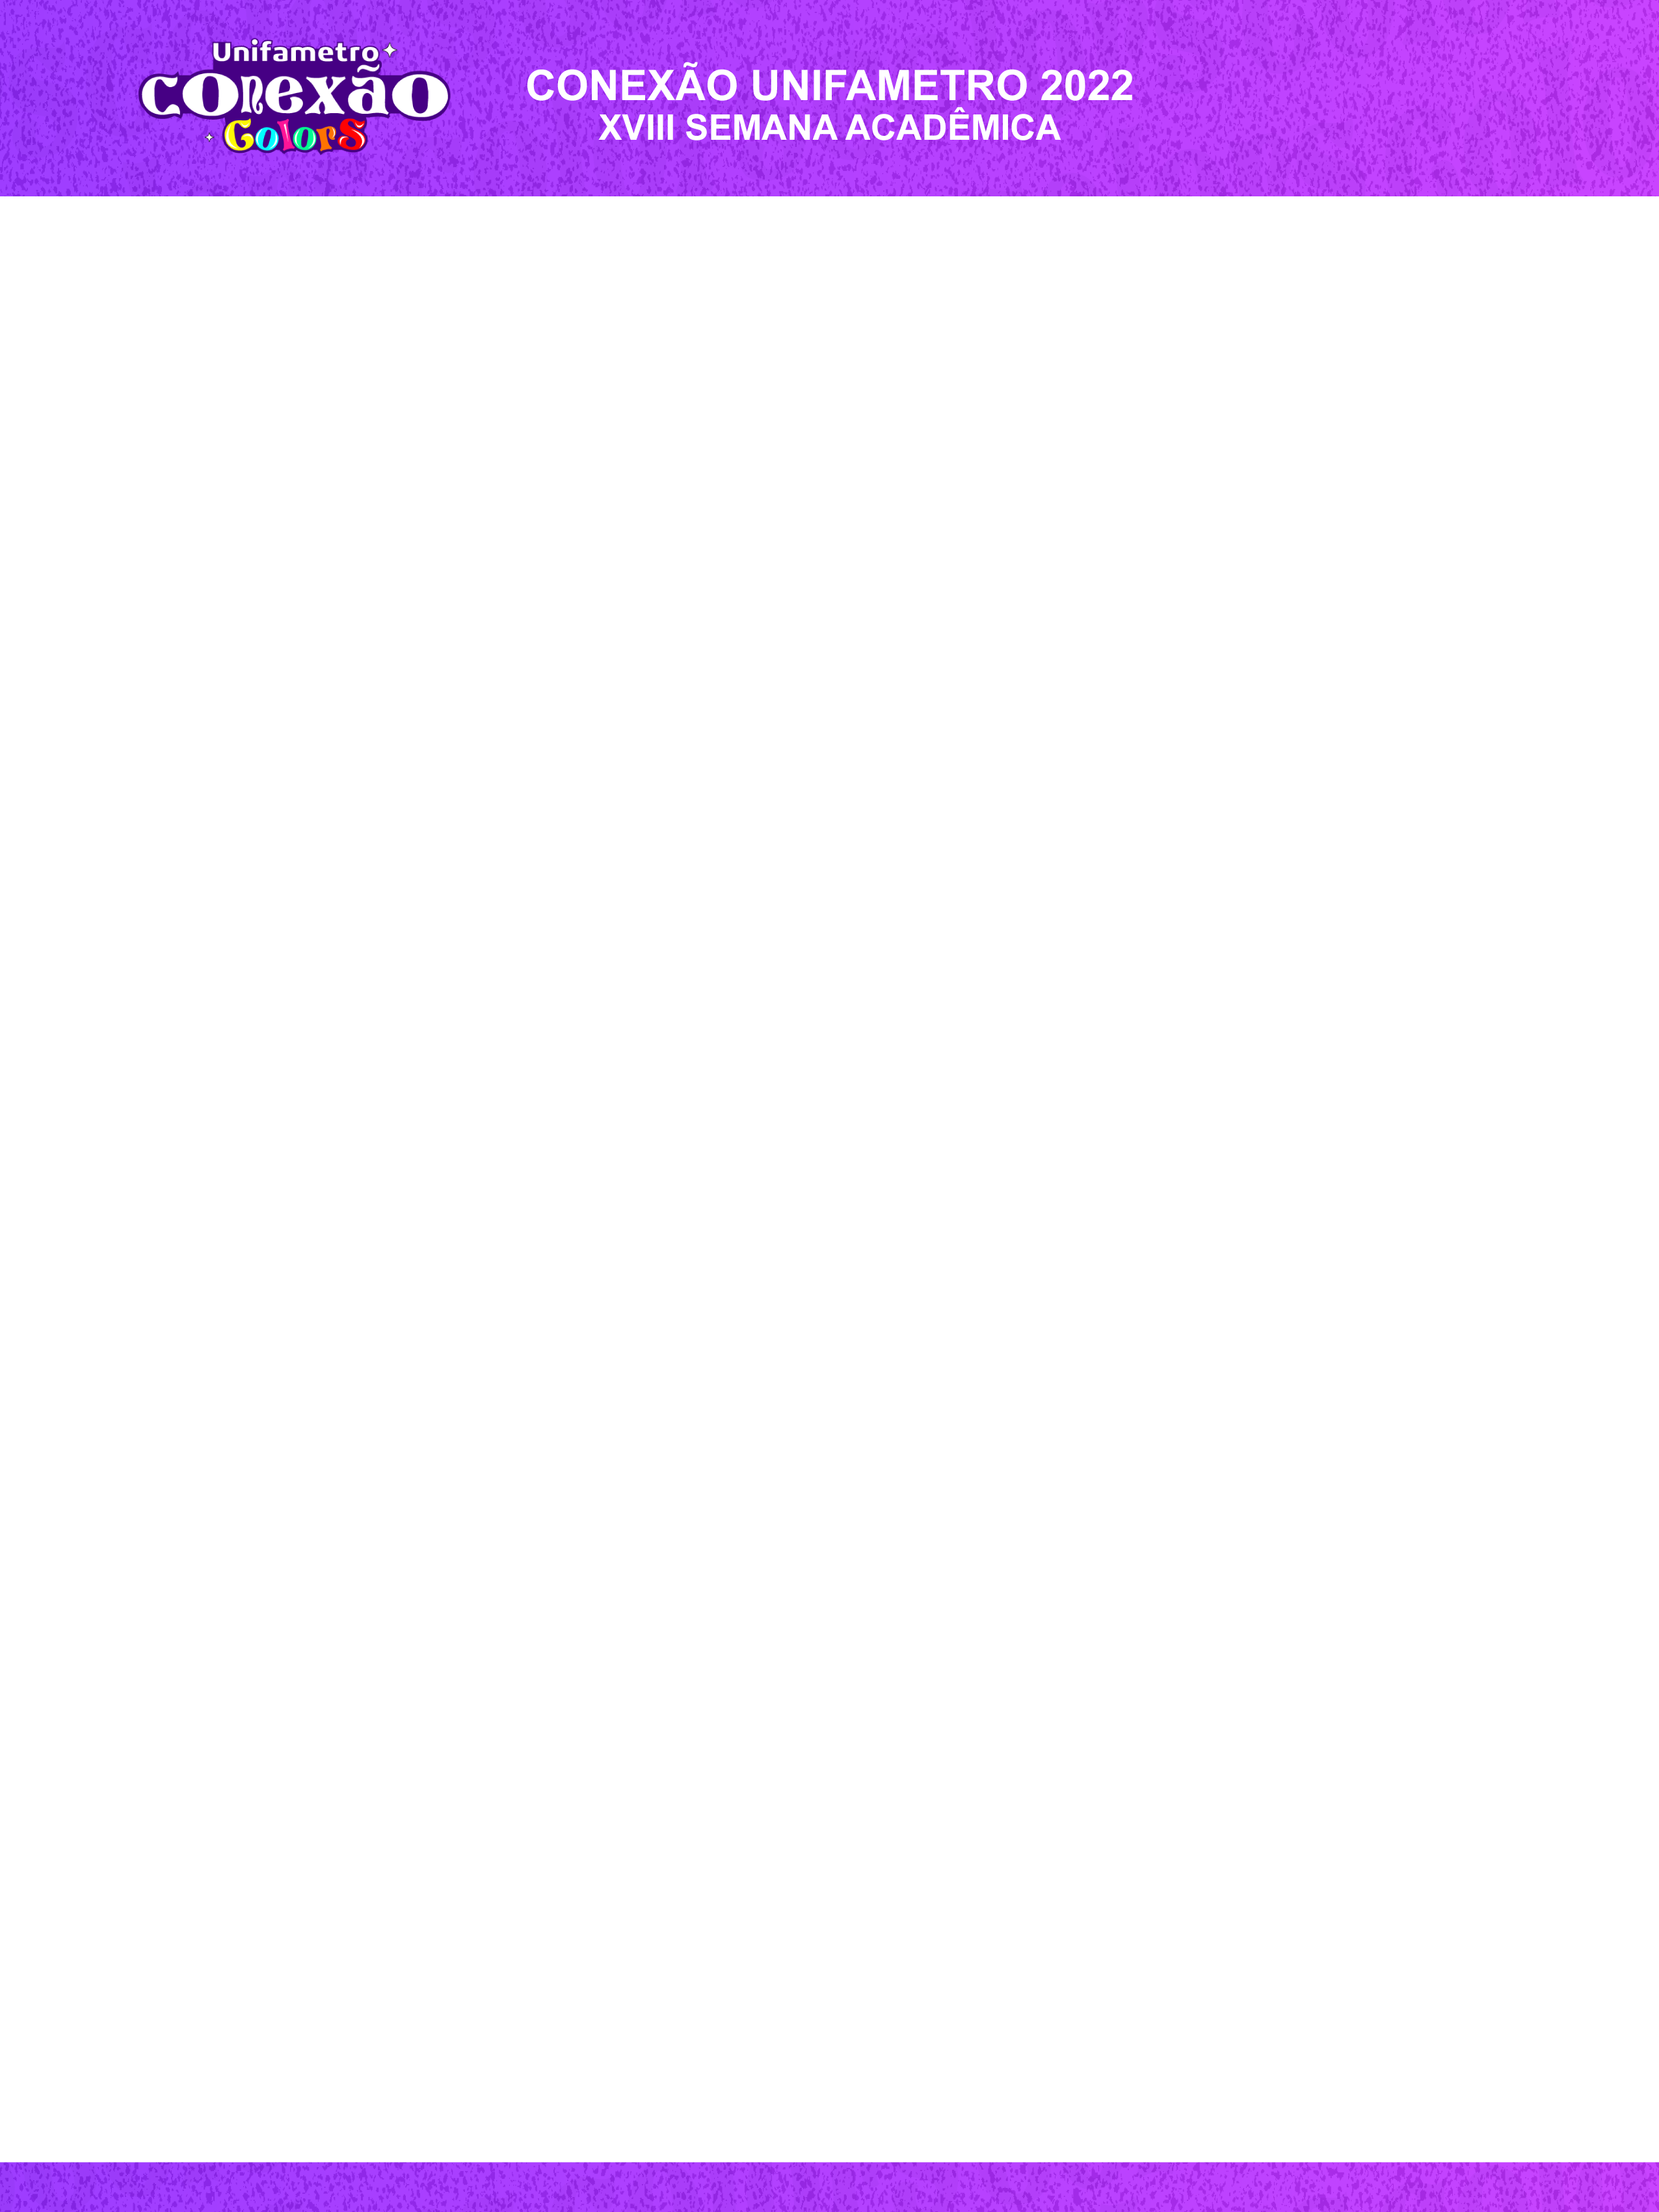 Unifametro
conexão
Colors
CONEXÃO UNIFAMETRO 2022
XVIII SEMANA ACADÊMICA